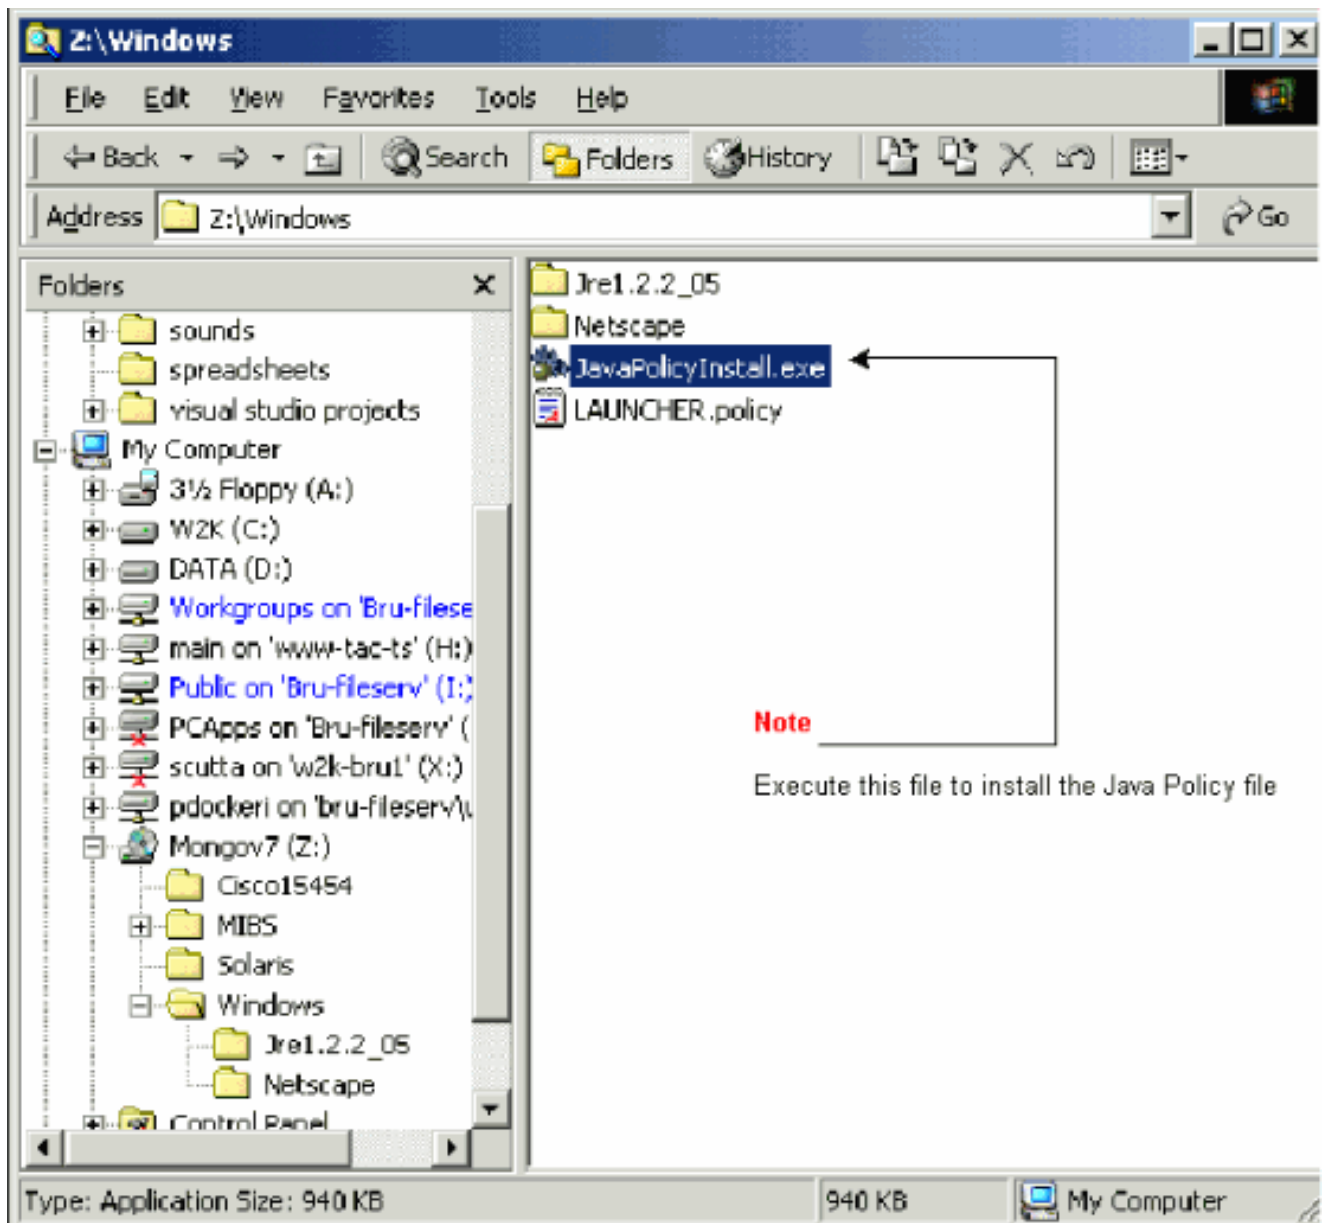 Z:\Windows
File Edit View Favorites Tools Help
Back Search Folders History
Address Z:\Windows Go
Folders
sounds
spreadsheets
visual studio projects
My Computer
3½ Floppy (A:)
W2K (C:)
DATA (D:)
Workgroups on 'Bru-filese
main on 'www-tac-ts' (H:)
Public on 'Bru-fileserv' (I:)
PCApps on 'Bru-fileserv' (
scutta on 'w2k-bru1' (X:)
pdockeri on 'bru-fileserv\u
Mongov7 (Z:)
Cisco15454
MIBS
Solaris
Windows
Jre1.2.2_05
Netscape
Control Panel
Jre1.2.2_05
Netscape
JavaPolicyInstall.exe
LAUNCHER.policy
Note
Execute this file to install the Java Policy file
Type: Application Size: 940 KB 940 KB My Computer